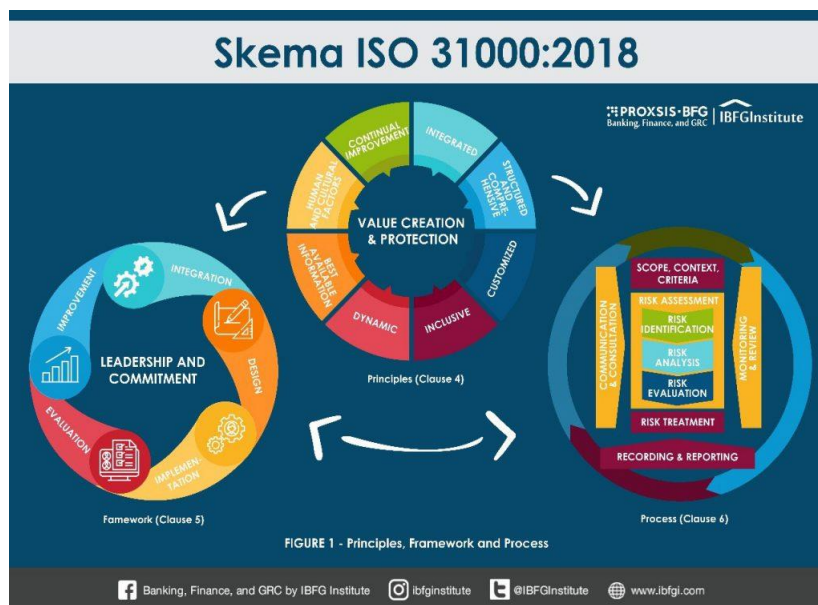 Skema ISO 31000:2018
PROXSIS•BFG
Banking, Finance, and GRC
IBFGInstitute
CONTINUAL
IMPROVEMENT
INTEGRATED
STRUCTURED
AND
COMPRE-
HENSIVE
CUSTOMIZED
INCLUSIVE
DYNAMIC
BEST
AVAILABLE
INFORMATION
HUMAN
AND CULTURAL
FACTORS
VALUE CREATION
& PROTECTION
Principles (Clause 4)
INTEGRATION
DESIGN
IMPLEMEN-
TATION
EVALUATION
IMPROVEMENT
LEADERSHIP AND
COMMITMENT
Famework (Clause 5)
SCOPE, CONTEXT,
CRITERIA
RISK ASSESSMENT
RISK
IDENTIFICATION
RISK
ANALYSIS
RISK
EVALUATION
RISK TREATMENT
RECORDING & REPORTING
COMMUNICATION
& CONSULTATION
MONITORING
& REVIEW
Process (Clause 6)
FIGURE 1 - Principles, Framework and Process
Banking, Finance, and GRC by IBFG Institute
ibfginstitute
@IBFGInstitute
www.ibfgi.com